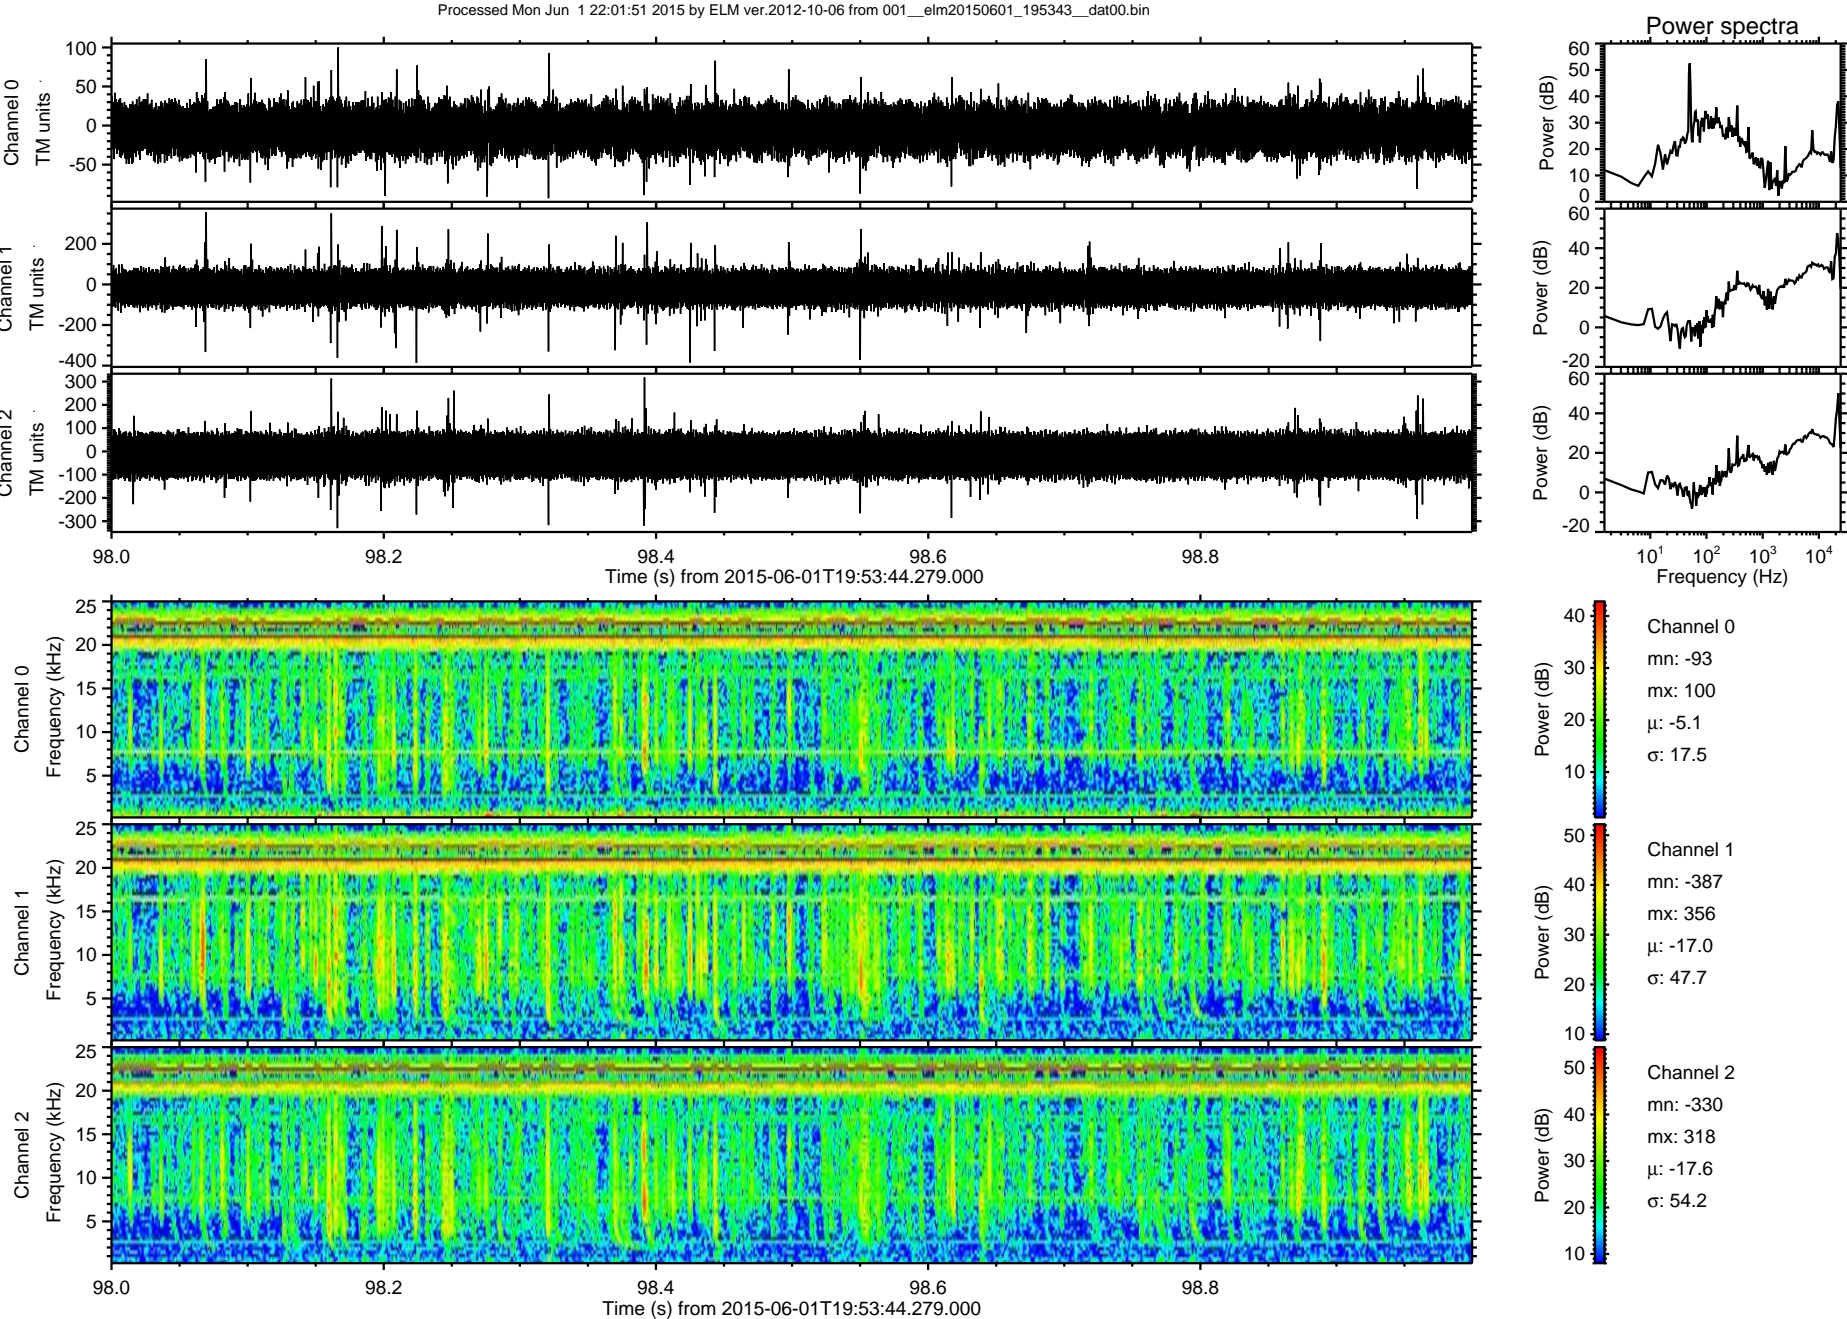 Processed Mon Jun  1 22:01:51 2015 by ELM ver.2012-10-06 from 001__elm20150601_195343__dat00.bin
Power spectra
Channel 0
TM units
100
50
0
-50
Power (dB)
60
50
40
30
20
10
0
Channel 1
TM units
200
0
-200
-400
Power (dB)
60
40
20
0
-20
Channel 2
TM units
300
200
100
0
-100
-200
-300
Power (dB)
60
40
20
0
-20
98.0 98.2 98.4 98.6 98.8
Time (s) from 2015-06-01T19:53:44.279.000
10^1 10^2 10^3 10^4
Frequency (Hz)
Channel 0
Frequency (kHz)
25
20
15
10
5
Power (dB)
40
30
20
10
Channel 0
mn: -93
mx: 100
μ: -5.1
σ: 17.5
Channel 1
Frequency (kHz)
25
20
15
10
5
Power (dB)
50
40
30
20
10
Channel 1
mn: -387
mx: 356
μ: -17.0
σ: 47.7
Channel 2
Frequency (kHz)
25
20
15
10
5
Power (dB)
50
40
30
20
10
Channel 2
mn: -330
mx: 318
μ: -17.6
σ: 54.2
98.0 98.2 98.4 98.6 98.8
Time (s) from 2015-06-01T19:53:44.279.000